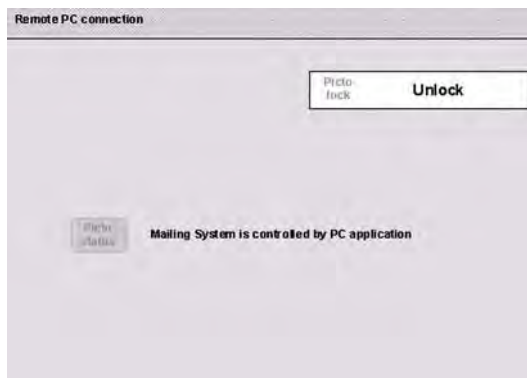 Remote PC connection
Picto
lock
Unlock
Picto
status
Mailing System is controlled by PC application